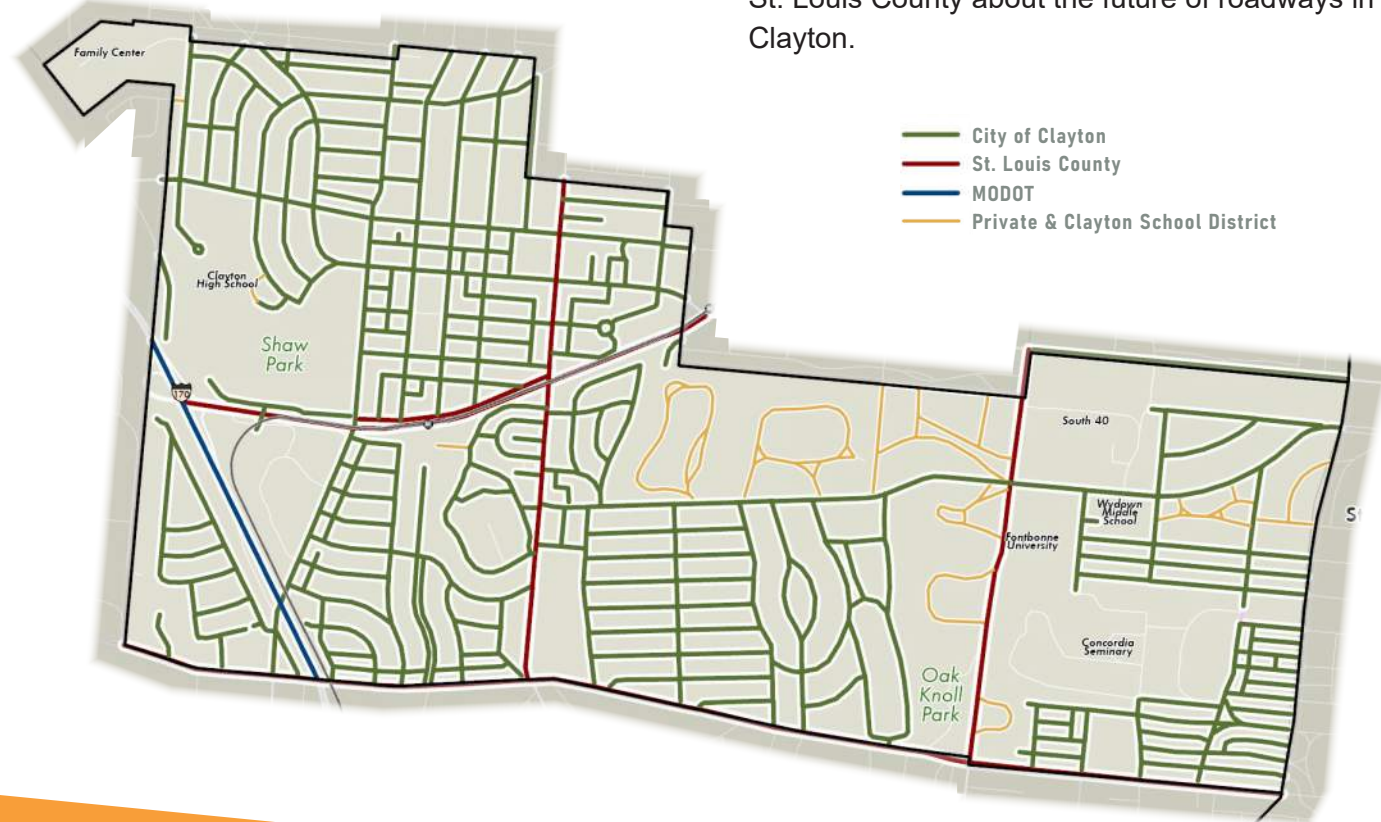 St. Louis County about the future of roadways in
Clayton.
City of Clayton
St. Louis County
MODOT
Private & Clayton School District
Family Center
Clayton
High School
Shaw
Park
170
South 40
Wydown
Middle
School
Fontbonne
University
Concordia
Seminary
Oak
Knoll
Park